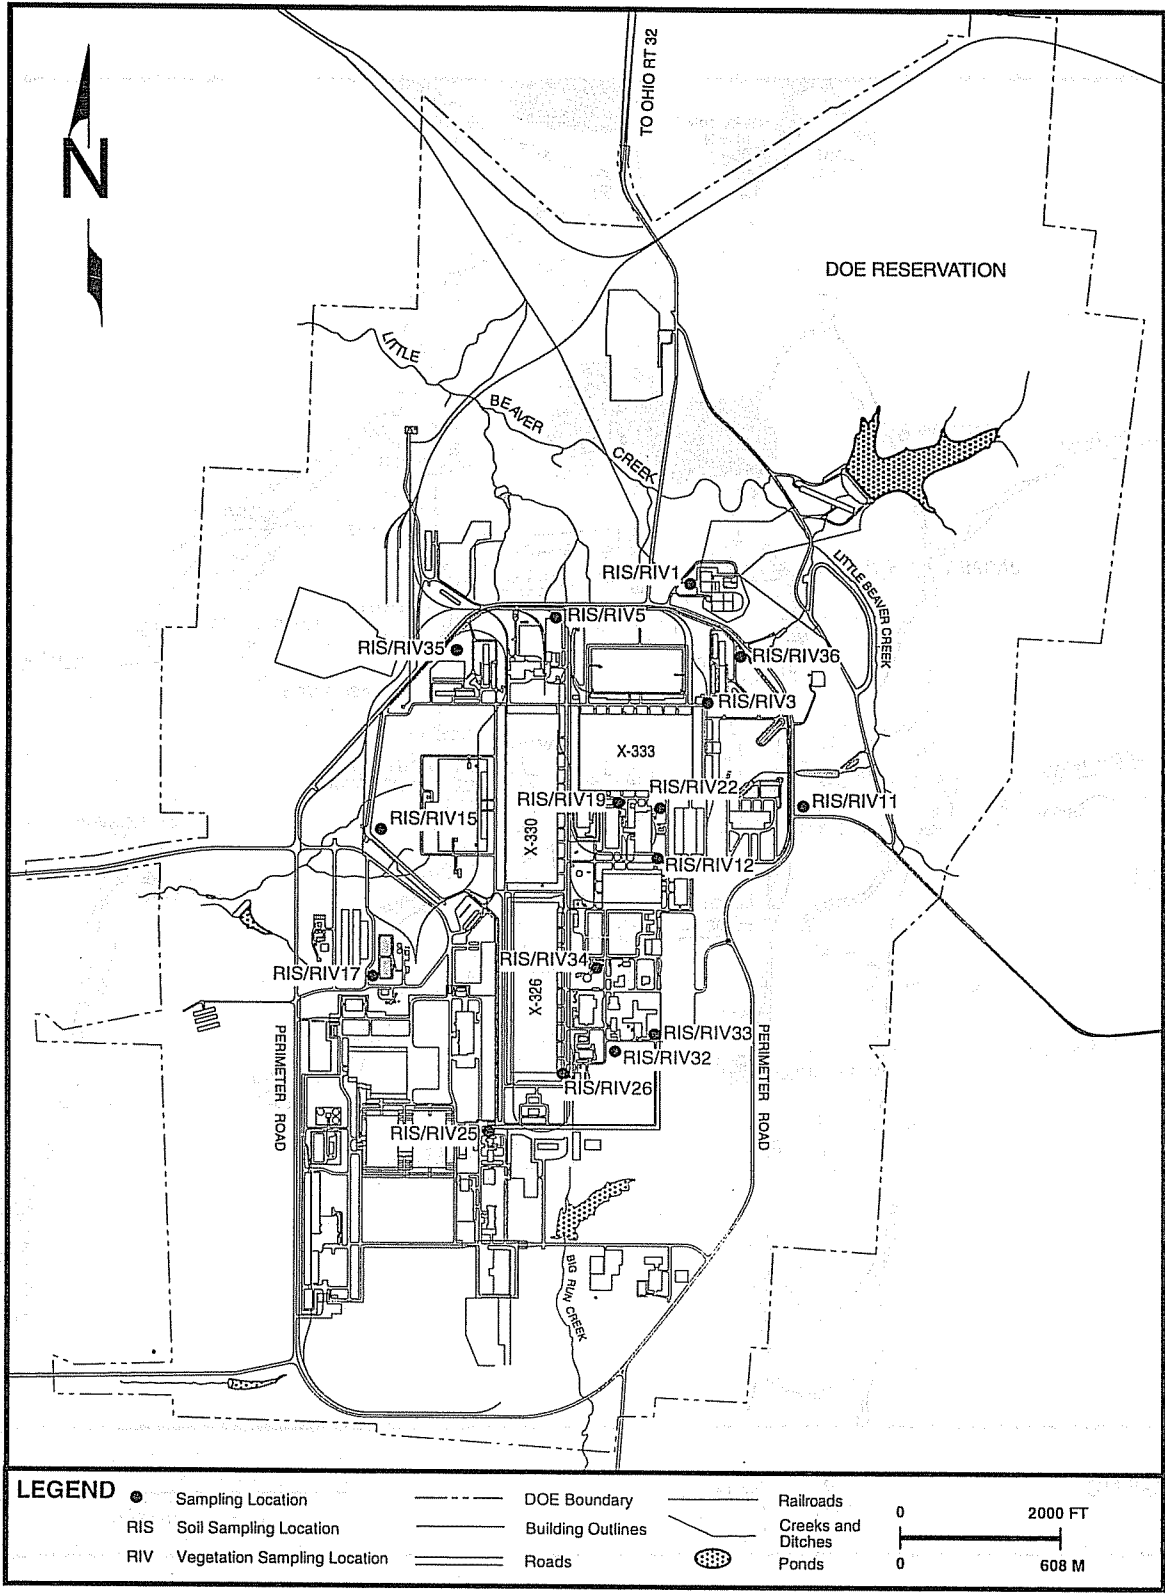 TO OHIO RT 32
N
DOE RESERVATION
LITTLE
BEAVER
CREEK
LITTLE BEAVER CREEK
RIS/RIV1
RIS/RIV5
RIS/RIV35
RIS/RIV36
RIS/RIV3
X-333
RIS/RIV22
RIS/RIV19
RIS/RIV11
RIS/RIV15
X-330
RIS/RIV12
RIS/RIV34
RIS/RIV17
X-326
RIS/RIV33
RIS/RIV32
PERIMETER ROAD
PERIMETER ROAD
RIS/RIV26
RIS/RIV25
BIG RUN CREEK
LEGEND
Sampling Location
RIS Soil Sampling Location
RIV Vegetation Sampling Location
DOE Boundary
Building Outlines
Roads
Railroads
Creeks and
Ditches
Ponds
0 2000 FT
0 608 M